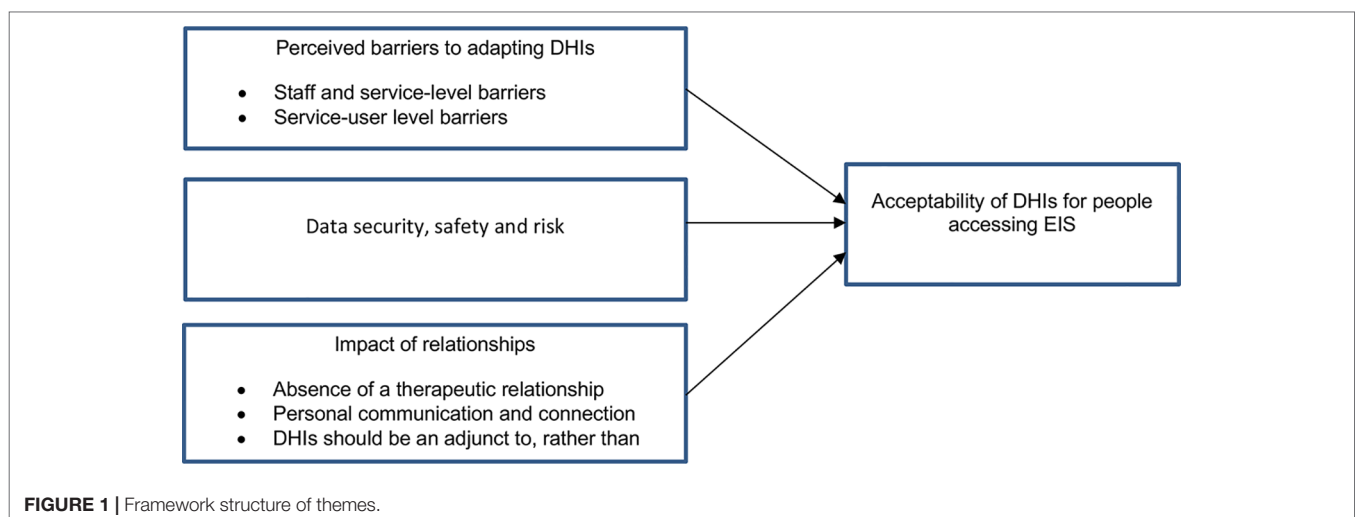 Perceived barriers to adapting DHIs
• Staff and service-level barriers
• Service-user level barriers
Data security, safety and risk
Impact of relationships
• Absence of a therapeutic relationship
• Personal communication and connection
• DHIs should be an adjunct to, rather than
Acceptability of DHIs for people
accessing EIS
FIGURE 1 | Framework structure of themes.